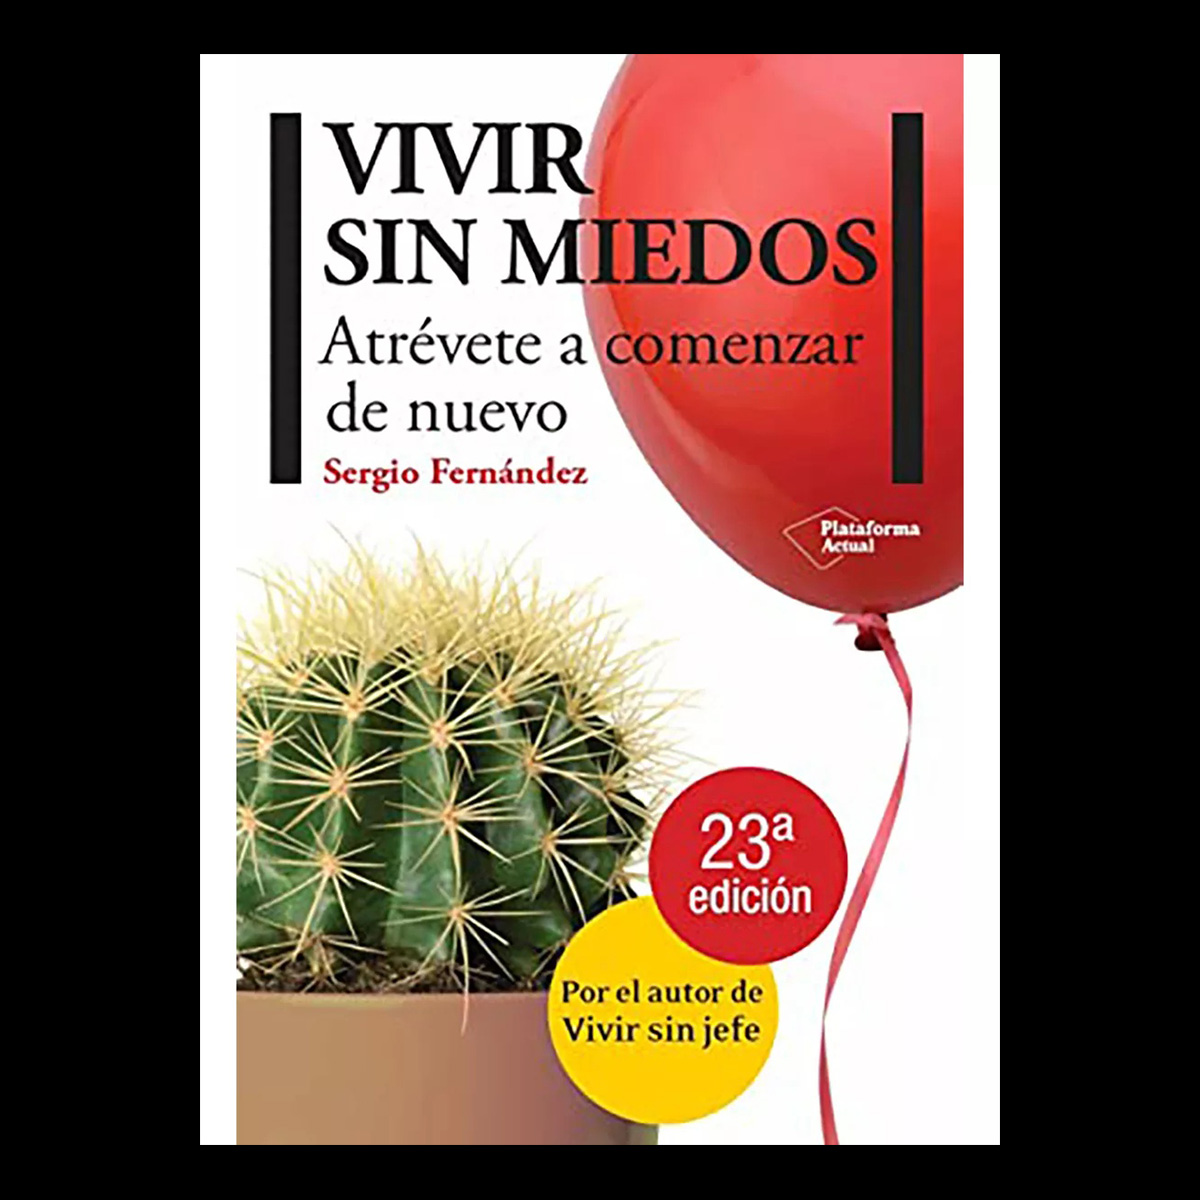 VIVIR
SIN MIEDOS
Atrévete a comenzar
de nuevo
Sergio Fernández
Plataforma
Actual
23ª
edición
Por el autor de
Vivir sin jefe